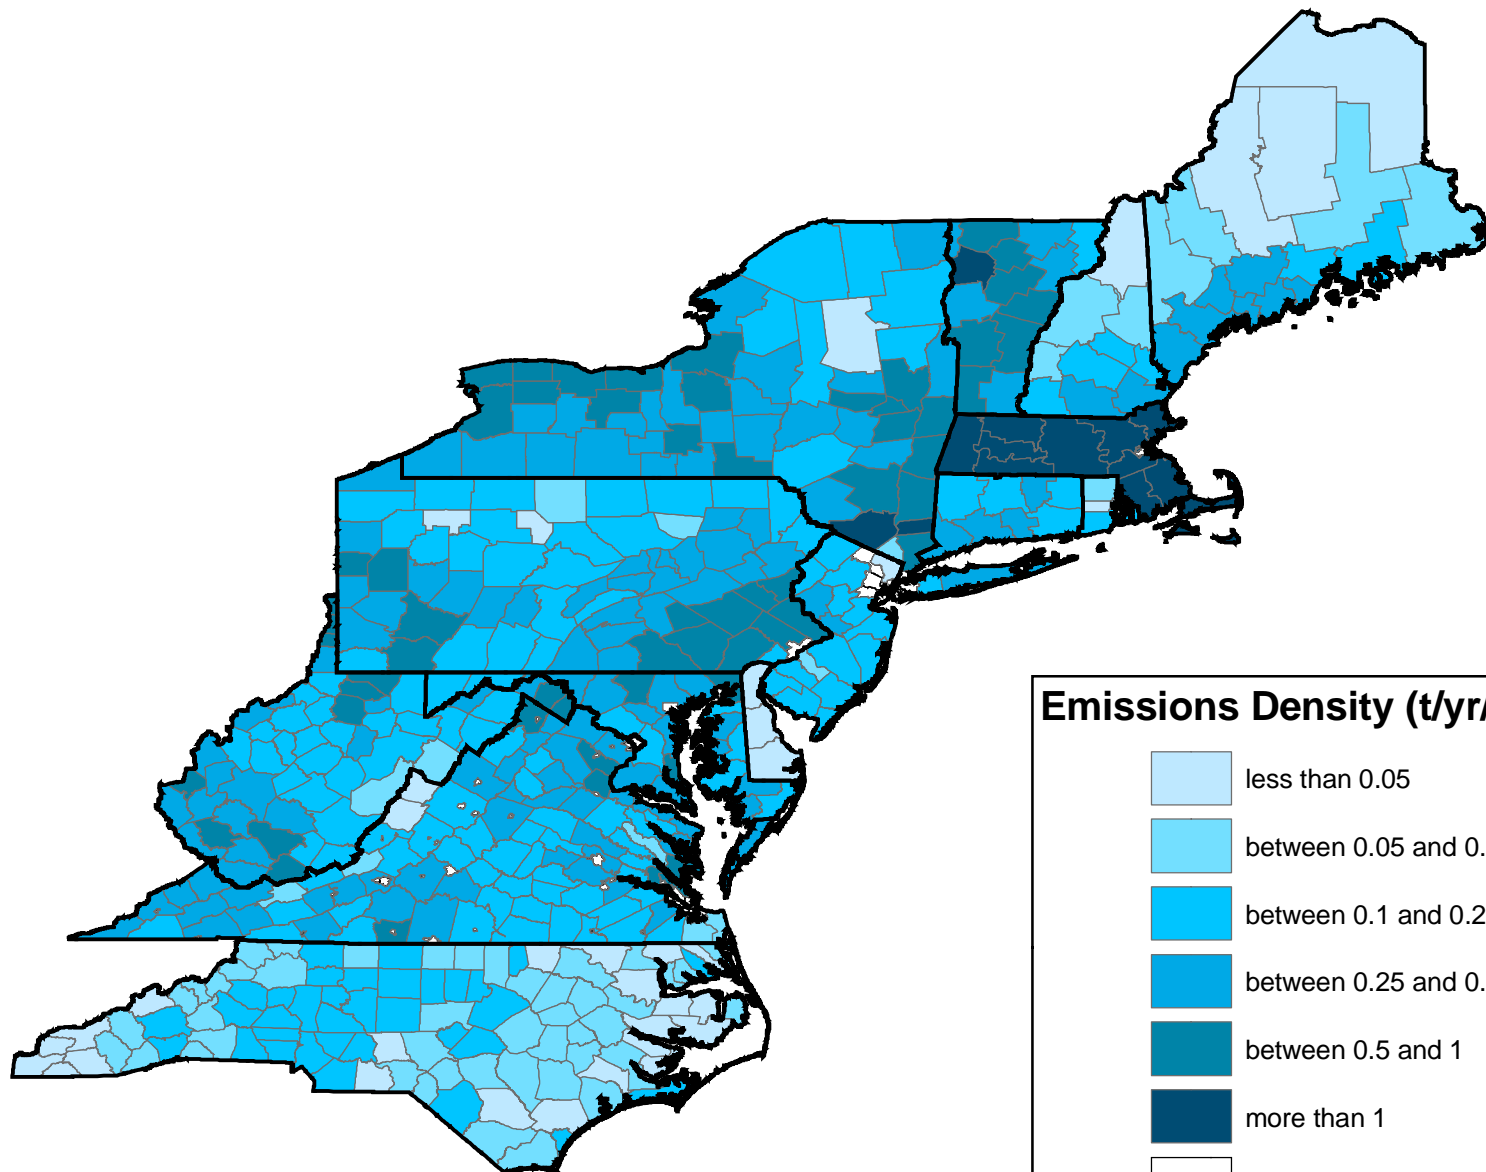 Emissions Density (t/yr/
less than 0.05
between 0.05 and 0.
between 0.1 and 0.2
between 0.25 and 0.
between 0.5 and 1
more than 1